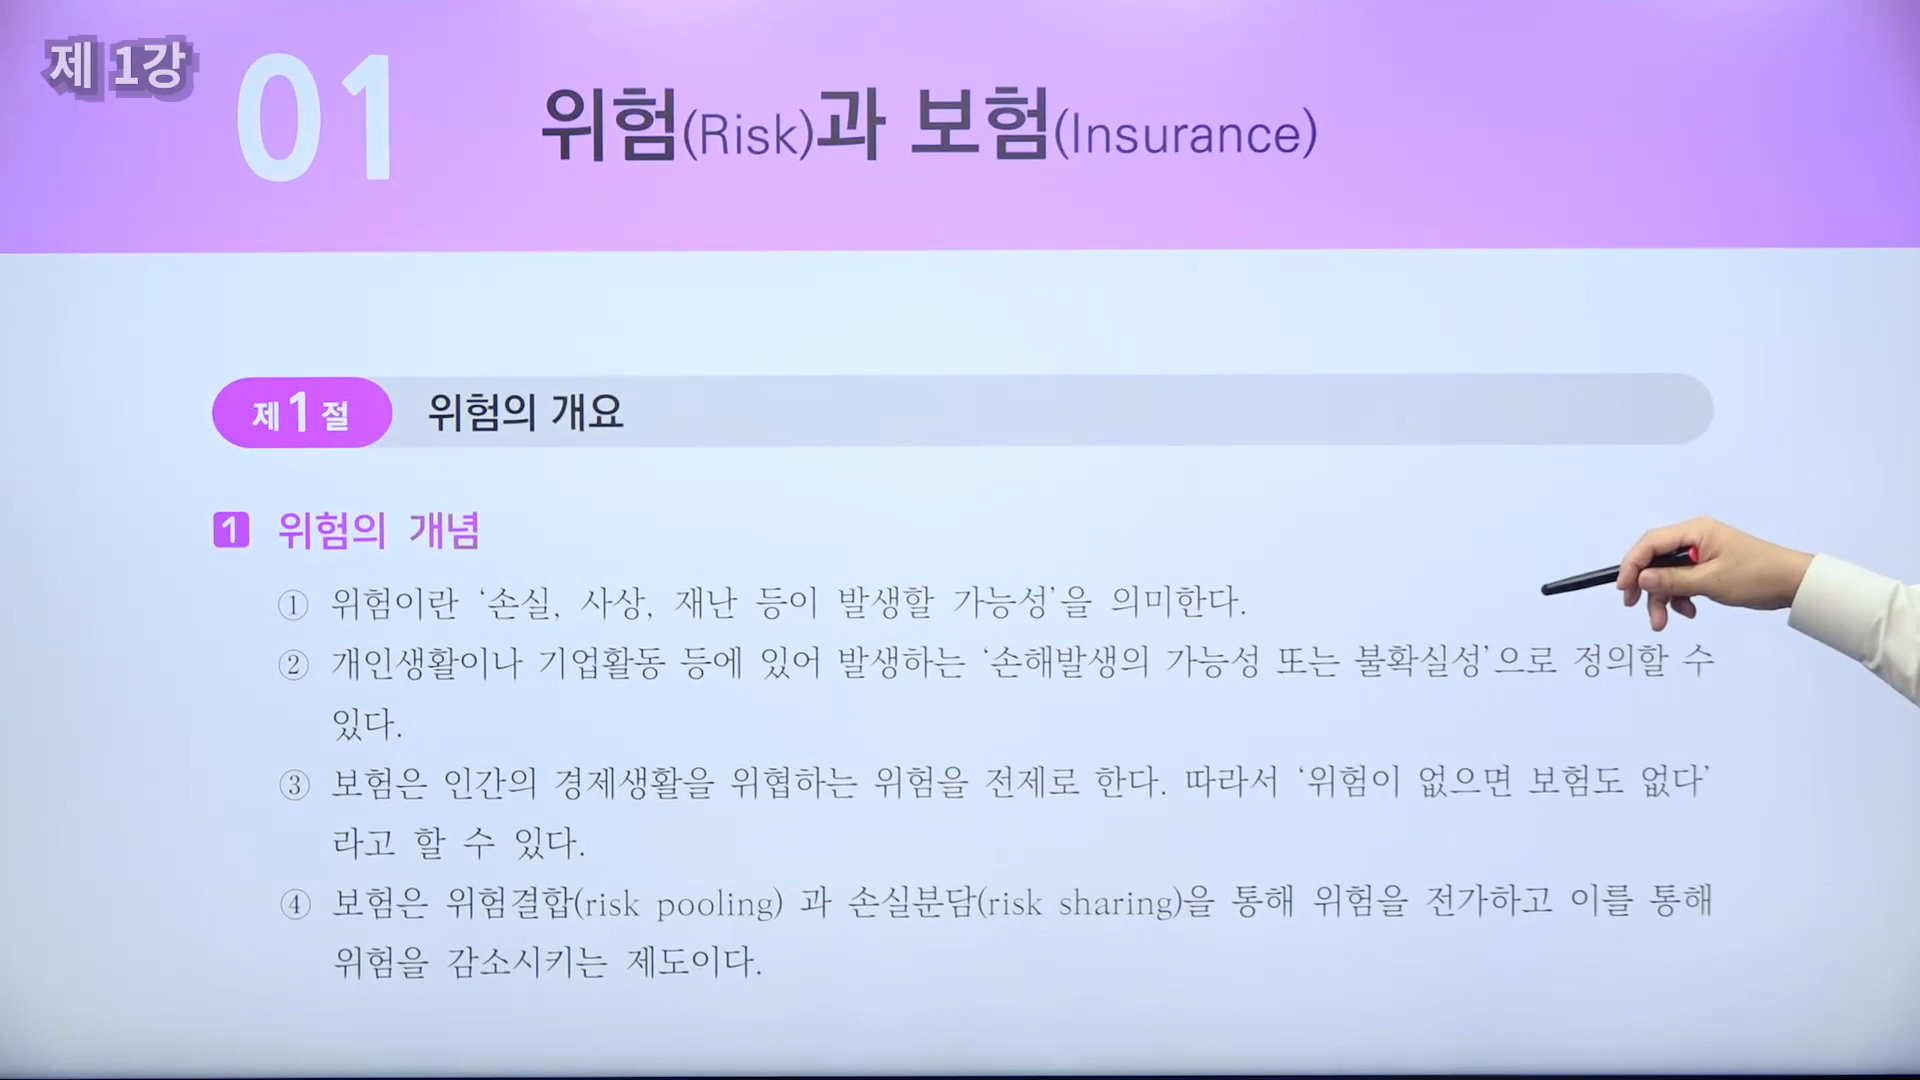 제 1강
01 위험(Risk)과 보험(Insurance)
제1절 위험의 개요
1 위험의 개념
① 위험이란 ‘손실, 사상, 재난 등이 발생할 가능성’을 의미한다.
② 개인생활이나 기업활동 등에 있어 발생하는 ‘손해발생의 가능성 또는 불확실성’으로 정의할 수
있다.
③ 보험은 인간의 경제생활을 위협하는 위험을 전제로 한다. 따라서 ‘위험이 없으면 보험도 없다’
라고 할 수 있다.
④ 보험은 위험결합(risk pooling) 과 손실분담(risk sharing)을 통해 위험을 전가하고 이를 통해
위험을 감소시키는 제도이다.